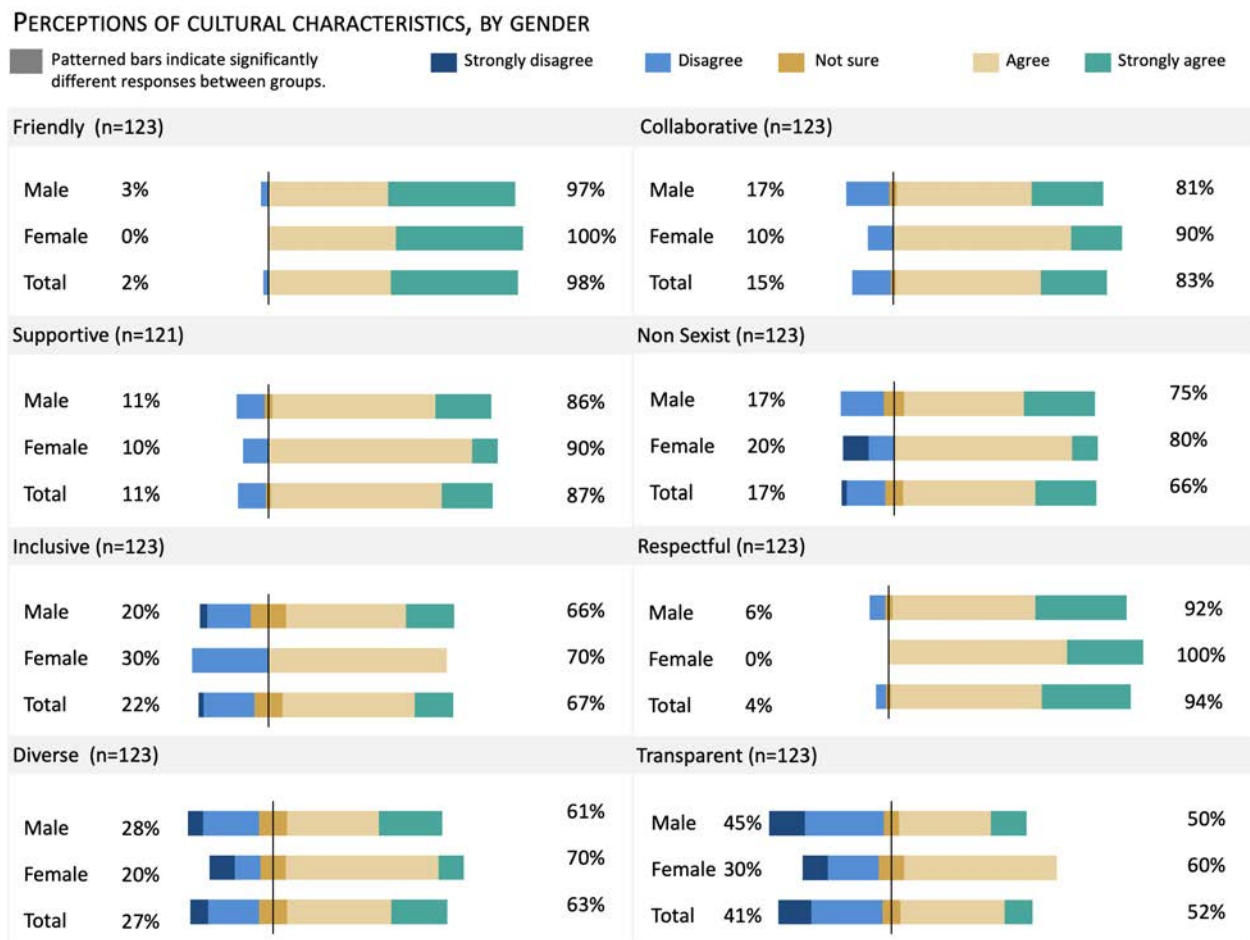 PERCEPTIONS OF CULTURAL CHARACTERISTICS, BY GENDER
Patterned bars indicate significantly
different responses between groups.
Strongly disagree
Disagree
Not sure
Agree
Strongly agree
Friendly (n=123)
Male 3% 97%
Female 0% 100%
Total 2% 98%
Collaborative (n=123)
Male 17% 81%
Female 10% 90%
Total 15% 83%
Supportive (n=121)
Male 11% 86%
Female 10% 90%
Total 11% 87%
Non Sexist (n=123)
Male 17% 75%
Female 20% 80%
Total 17% 66%
Inclusive (n=123)
Male 20% 66%
Female 30% 70%
Total 22% 67%
Respectful (n=123)
Male 6% 92%
Female 0% 100%
Total 4% 94%
Diverse (n=123)
Male 28% 61%
Female 20% 70%
Total 27% 63%
Transparent (n=123)
Male 45% 50%
Female 30% 60%
Total 41% 52%